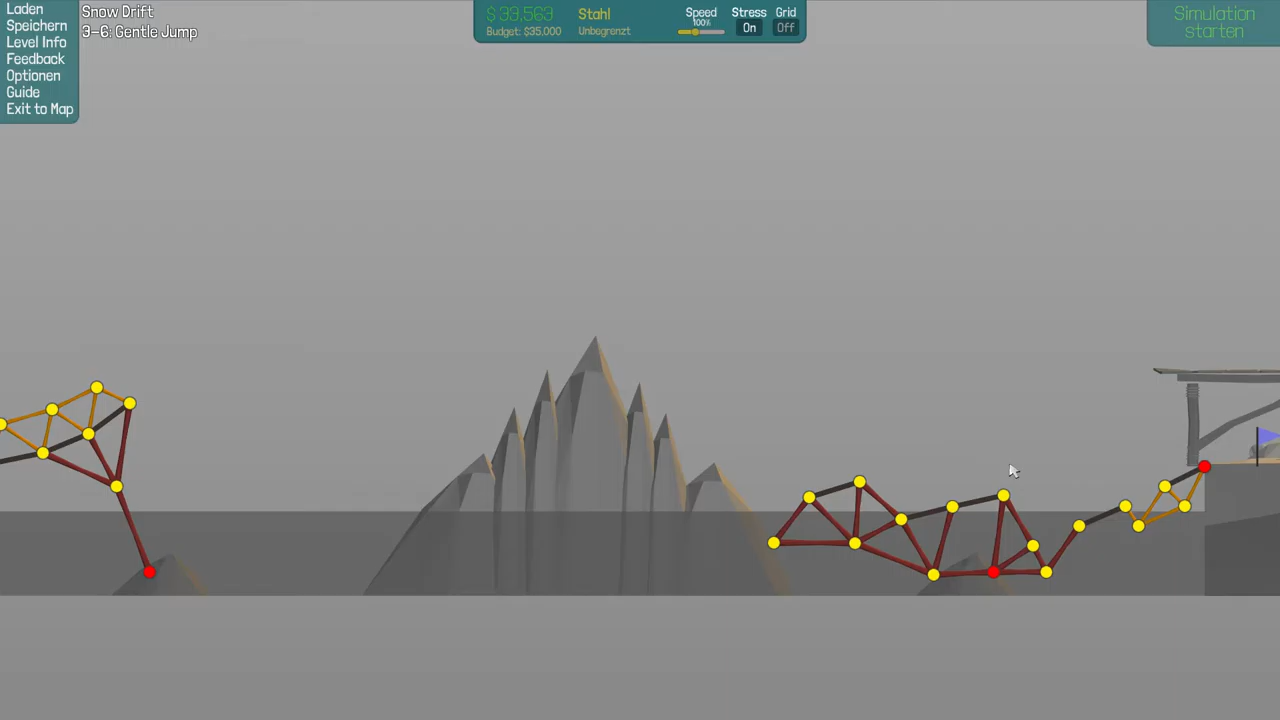 Laden
Speichern
Level Info
Feedback
Optionen
Guide
Exit to Map
Snow Drift
3-6: Gentle Jump
$33,563
Budget: $35,000
Stahl
Unbegrenzt
Speed
100%
Stress
On
Grid
Off
Simulation
starten